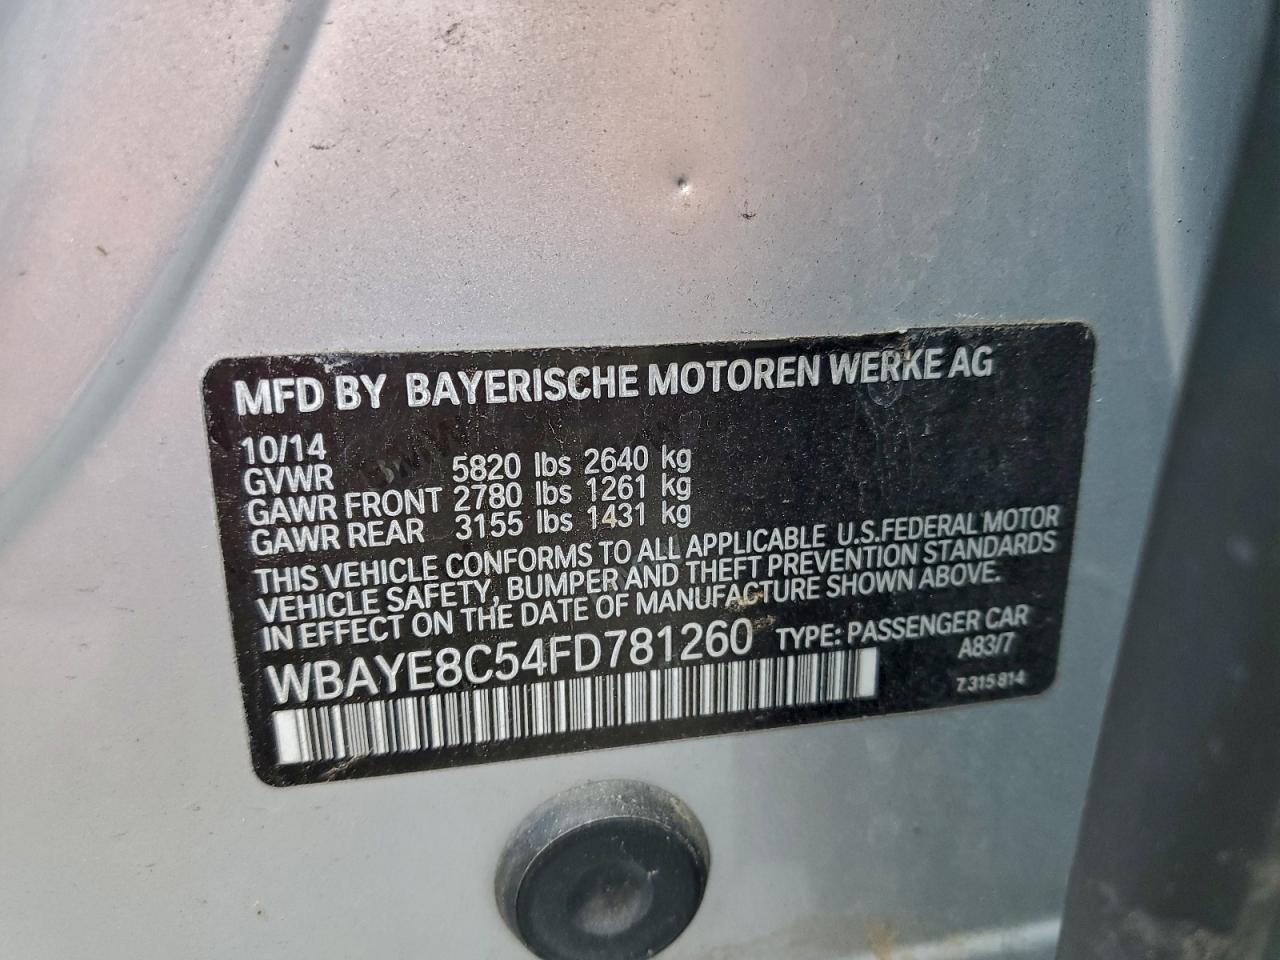 MFD BY BAYERISCHE MOTOREN WERKE AG
10/14
GVWR 5820 lbs 2640 kg
GAWR FRONT 2780 lbs 1261 kg
GAWR REAR 3155 lbs 1431 kg
THIS VEHICLE CONFORMS TO ALL APPLICABLE U.S.FEDERAL MOTOR
VEHICLE SAFETY, BUMPER AND THEFT PREVENTION STANDARDS
IN EFFECT ON THE DATE OF MANUFACTURE SHOWN ABOVE.
WBAYE8C54FD781260 TYPE: PASSENGER CAR
A83/7
7.315 814